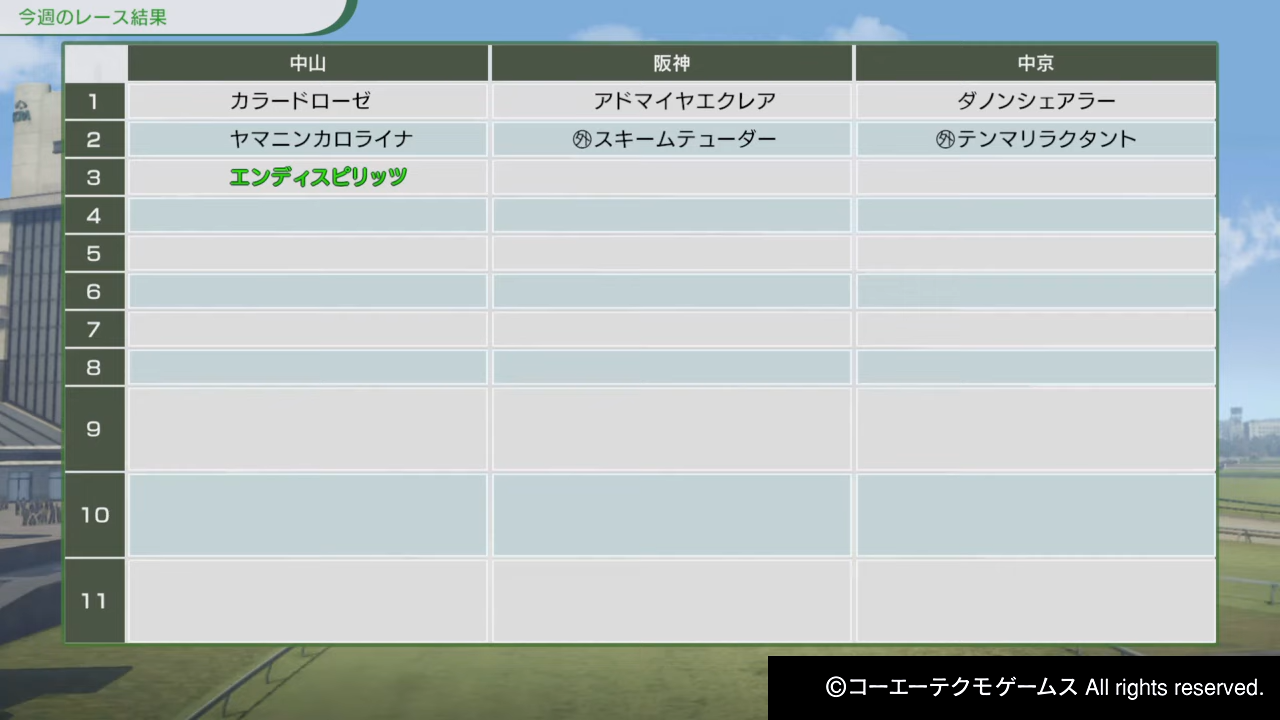 今週のレース結果
中山 阪神 中京
1 カラードローゼ アドマイヤエクレア ダノンシェアラー
2 ヤマニンカロライナ ㊕スキームテューダー ㊕テンマリラクタント
3 エンディスピリッツ
4
5
6
7
8
9
10
11
©コーエーテクモゲームス All rights reserved.